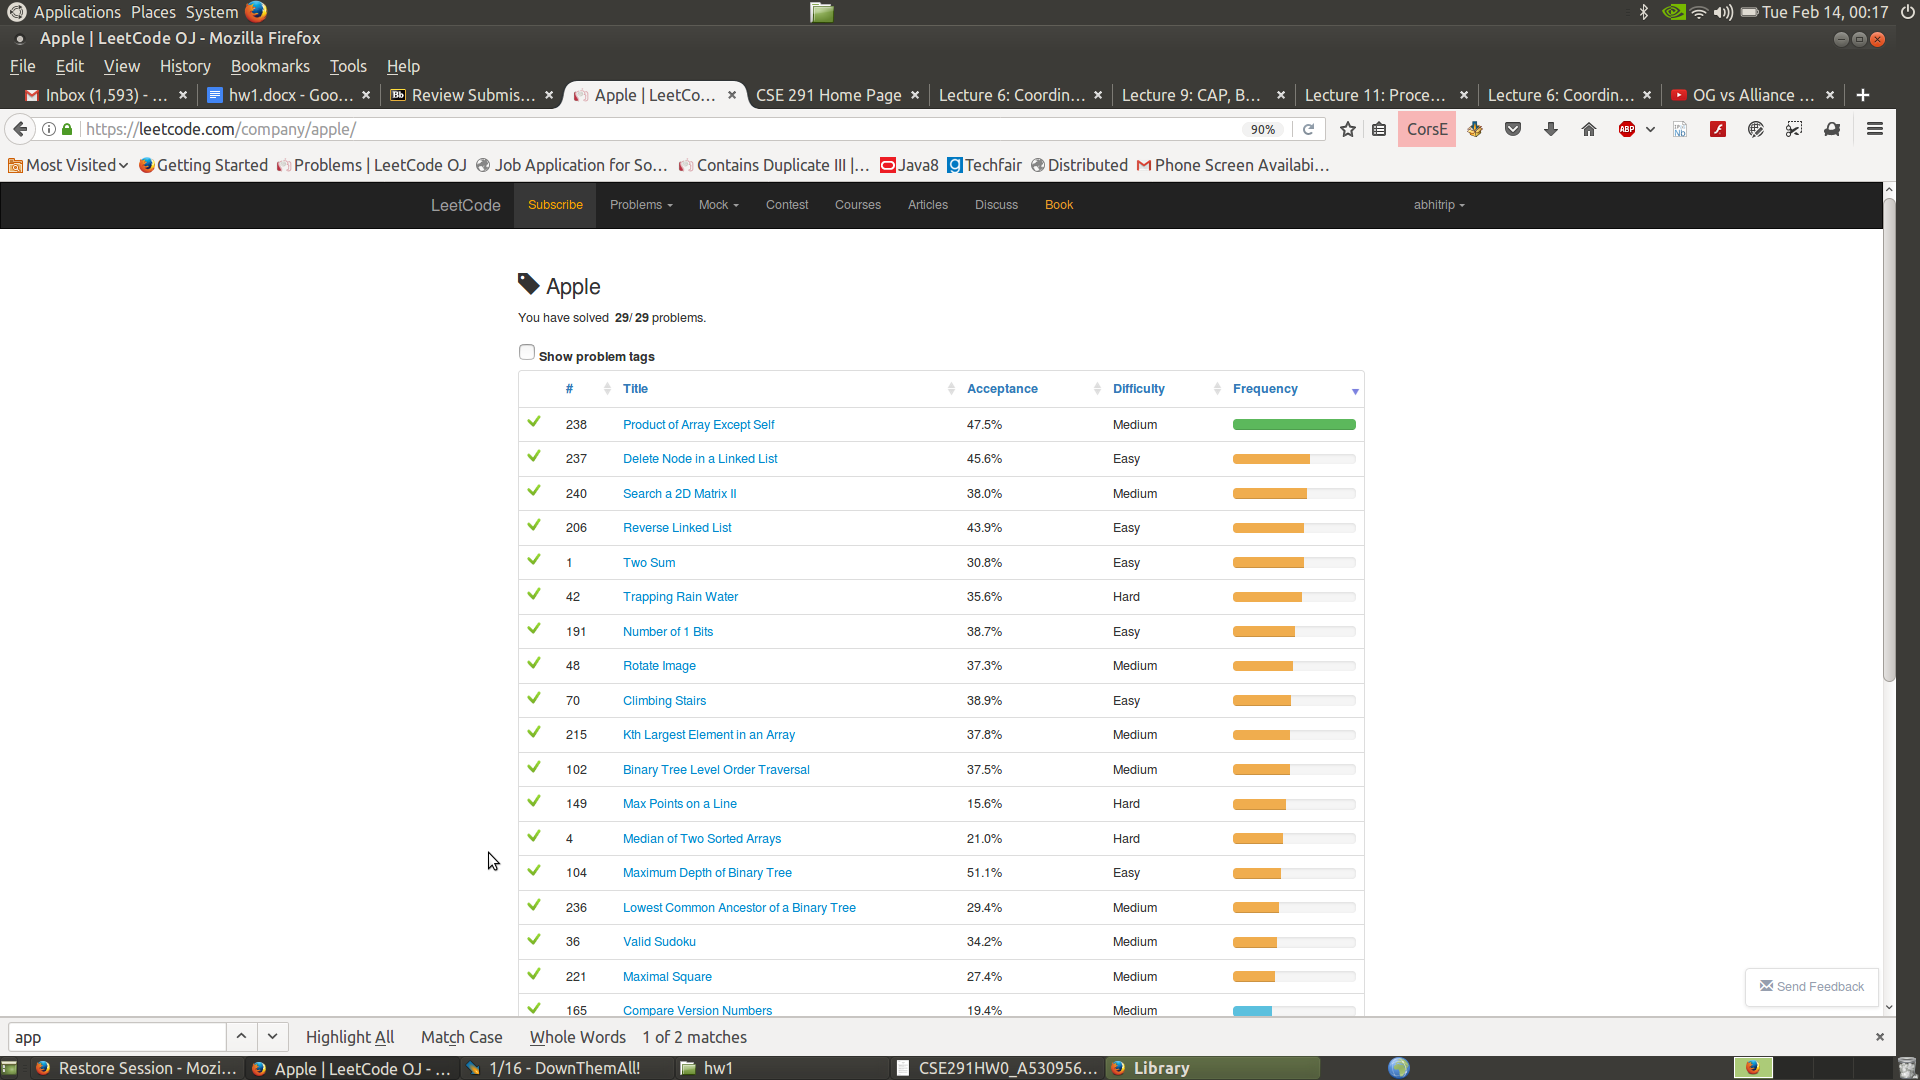 Applications Places System Tue Feb 14, 00:17
Apple | LeetCode OJ - Mozilla Firefox
File Edit View History Bookmarks Tools Help
Inbox (1,593) - ... hw1.docx - Goo... Bb Review Submis... Apple | LeetCo... CSE 291 Home Page Lecture 6: Coordin... Lecture 9: CAP, B... Lecture 11: Proce... Lecture 6: Coordin... OG vs Alliance ...
https://leetcode.com/company/apple/ 90% CorsE ABP
Most Visited Getting Started Problems | LeetCode OJ Job Application for So... Contains Duplicate III |... Java8 Techfair Distributed Phone Screen Availabi...
LeetCode Subscribe Problems Mock Contest Courses Articles Discuss Book abhitrip
Apple
You have solved 29/ 29 problems.
Show problem tags
# Title Acceptance Difficulty Frequency
238 Product of Array Except Self 47.5% Medium
237 Delete Node in a Linked List 45.6% Easy
240 Search a 2D Matrix II 38.0% Medium
206 Reverse Linked List 43.9% Easy
1 Two Sum 30.8% Easy
42 Trapping Rain Water 35.6% Hard
191 Number of 1 Bits 38.7% Easy
48 Rotate Image 37.3% Medium
70 Climbing Stairs 38.9% Easy
215 Kth Largest Element in an Array 37.8% Medium
102 Binary Tree Level Order Traversal 37.5% Medium
149 Max Points on a Line 15.6% Hard
4 Median of Two Sorted Arrays 21.0% Hard
104 Maximum Depth of Binary Tree 51.1% Easy
236 Lowest Common Ancestor of a Binary Tree 29.4% Medium
36 Valid Sudoku 34.2% Medium
221 Maximal Square 27.4% Medium
165 Compare Version Numbers 19.4% Medium
Send Feedback
app Highlight All Match Case Whole Words 1 of 2 matches
Restore Session - Mozi... Apple | LeetCode OJ - ... 1/16 - DownThemAll! hw1 CSE291HW0_A530956... Library